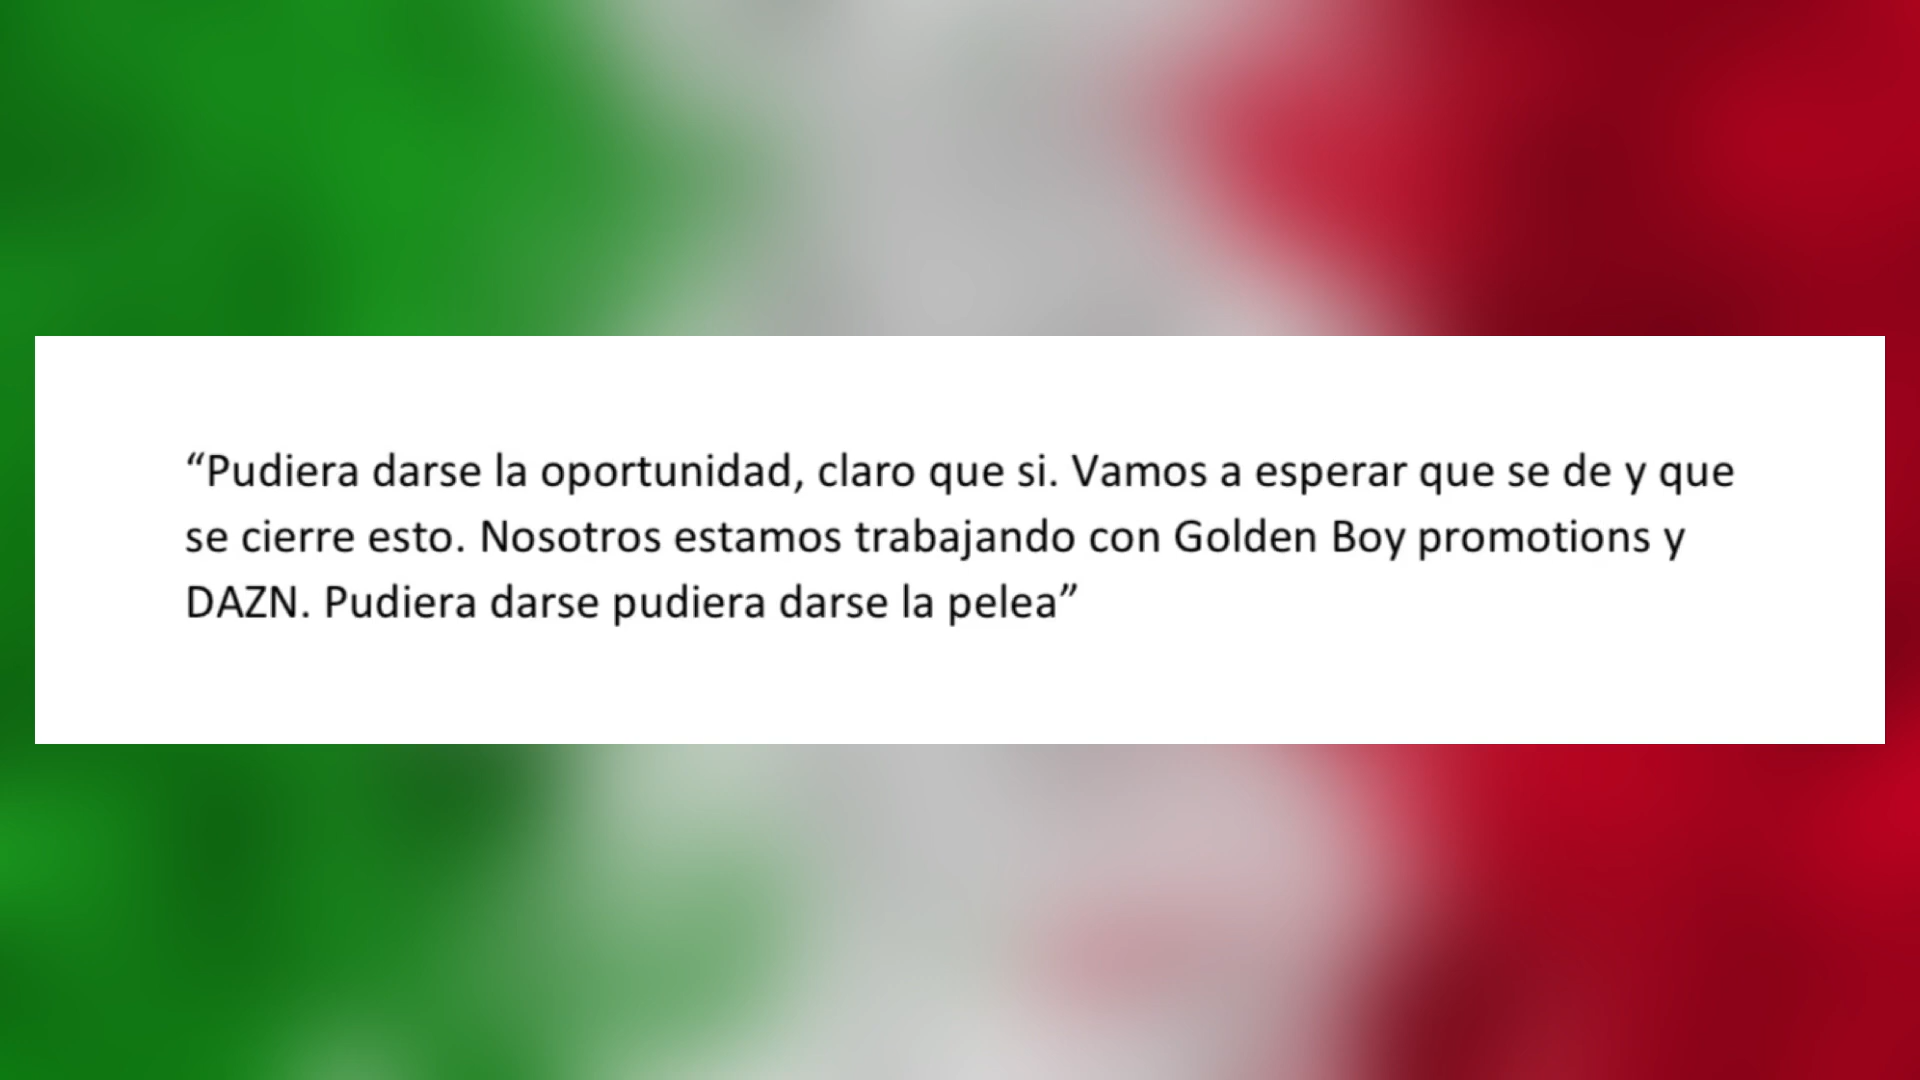 “Pudiera darse la oportunidad, claro que si. Vamos a esperar que se de y que
se cierre esto. Nosotros estamos trabajando con Golden Boy promotions y
DAZN. Pudiera darse pudiera darse la pelea”